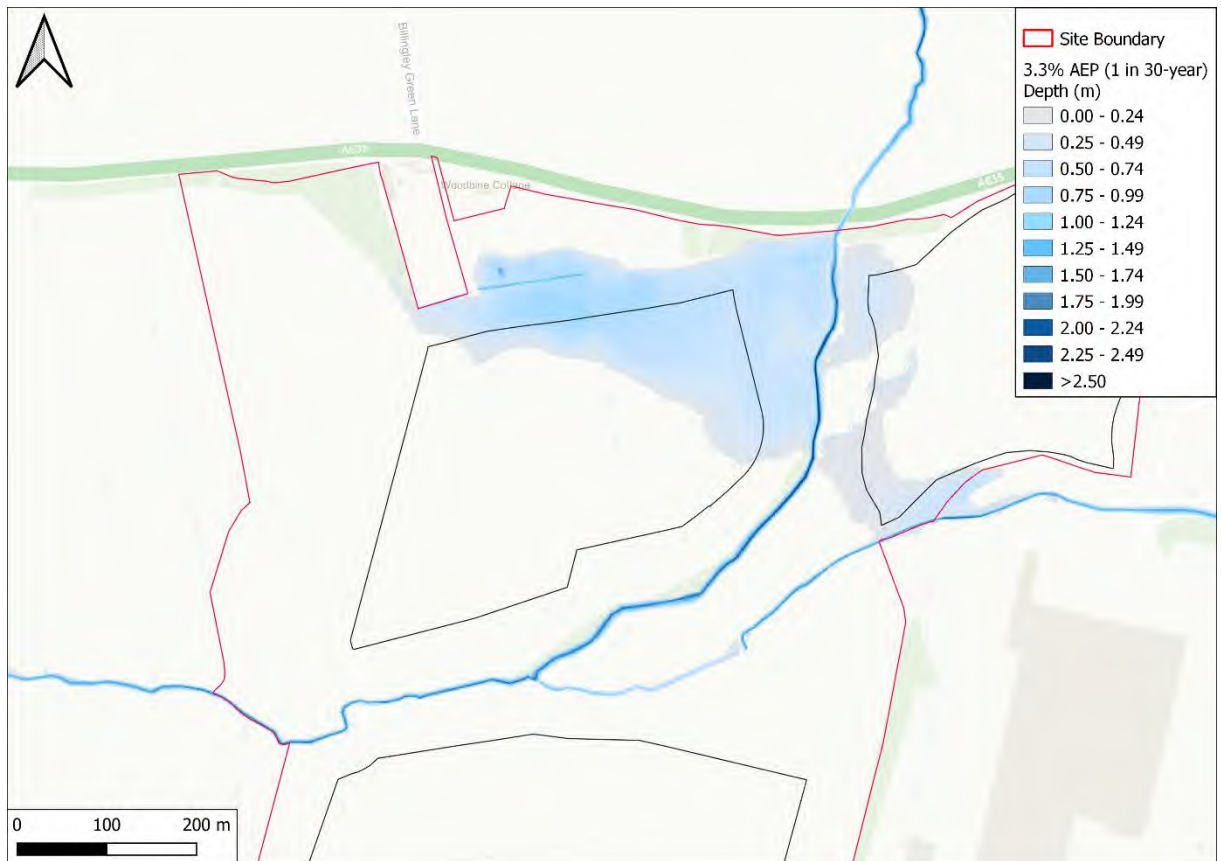 Billingley Green Lane
A635
Woodbine Cottage
A635
Site Boundary
3.3% AEP (1 in 30-year)
Depth (m)
0.00 - 0.24
0.25 - 0.49
0.50 - 0.74
0.75 - 0.99
1.00 - 1.24
1.25 - 1.49
1.50 - 1.74
1.75 - 1.99
2.00 - 2.24
2.25 - 2.49
>2.50
0 100 200 m